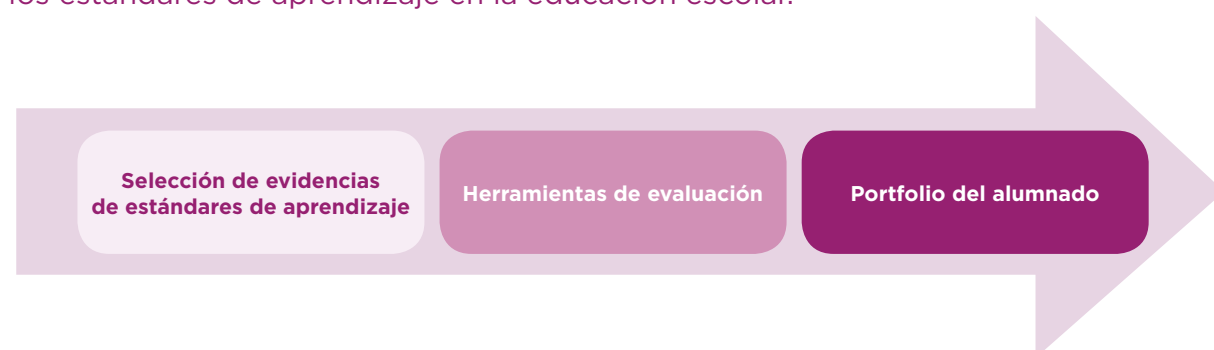 los estándares de aprendizaje en la educación escolar.
Selección de evidencias
de estándares de aprendizaje
Herramientas de evaluación
Portfolio del alumnado